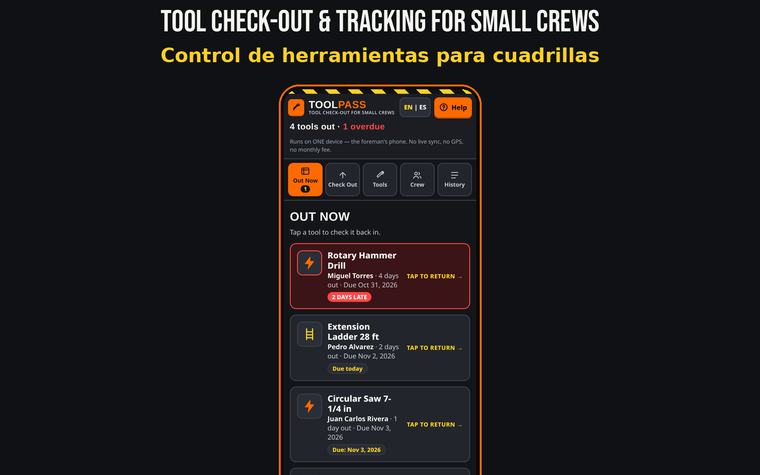 TOOL CHECK-OUT & TRACKING FOR SMALL CREWS
Control de herramientas para cuadrillas
TOOLPASS
TOOL CHECK-OUT FOR SMALL CREWS
EN | ES
Help
4 tools out · 1 overdue
Runs on ONE device — the foreman's phone. No live sync, no GPS,
no monthly fee.
Out Now
1
Check Out
Tools
Crew
History
OUT NOW
Tap a tool to check it back in.
Rotary Hammer
Drill
Miguel Torres · 4 days
out · Due Oct 31, 2026
2 DAYS LATE
TAP TO RETURN →
Extension
Ladder 28 ft
Pedro Alvarez · 2 days
out · Due Nov 2, 2026
Due today
TAP TO RETURN →
Circular Saw 7-
1/4 in
Juan Carlos Rivera · 1
day out · Due Nov 3,
2026
Due: Nov 3, 2026
TAP TO RETURN →